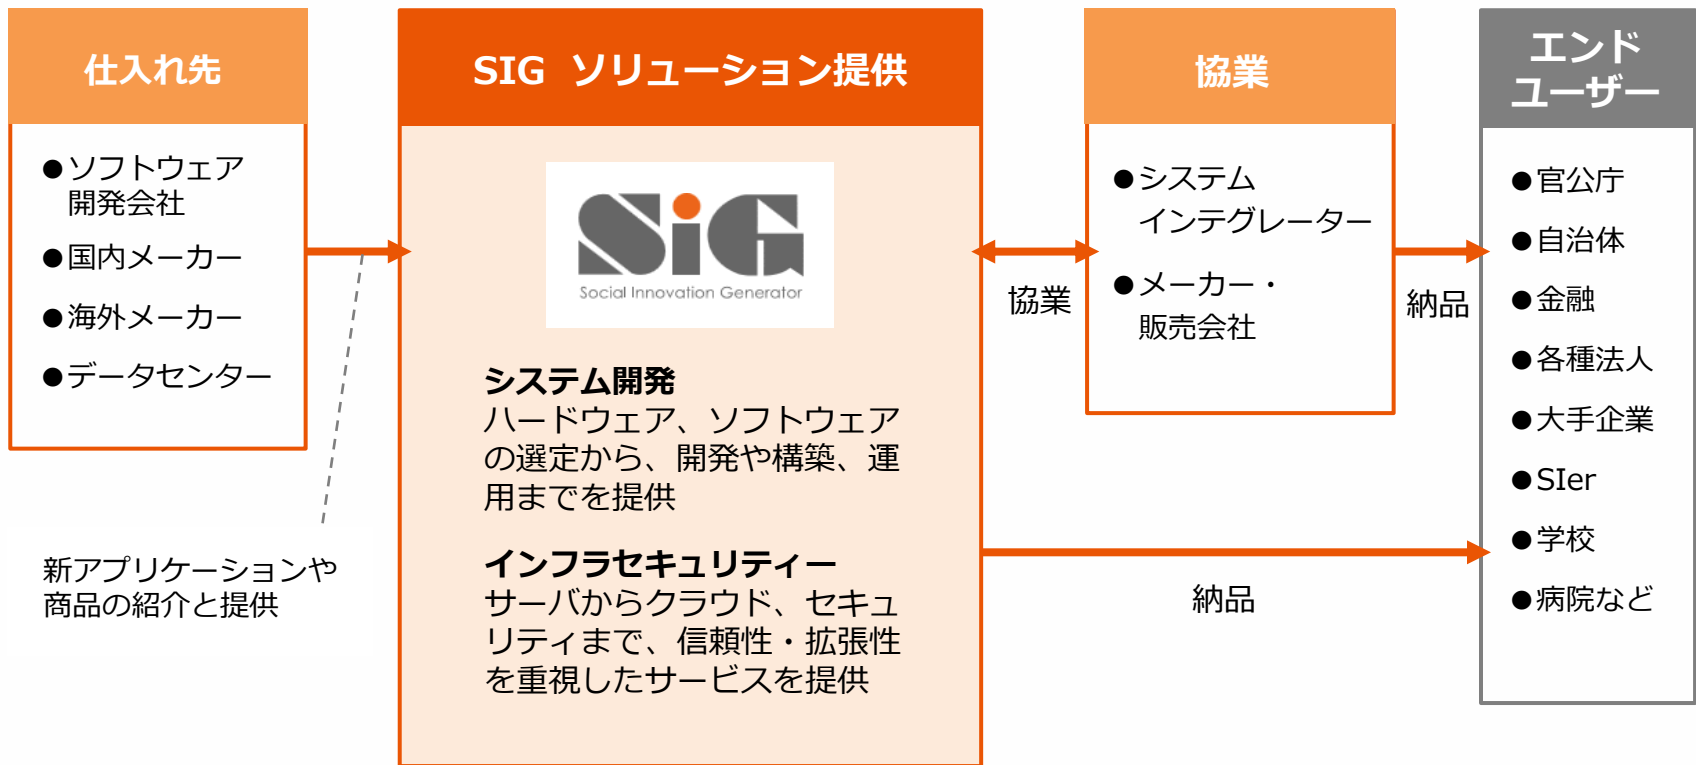 仕入れ先
●ソフトウェア
開発会社
●国内メーカー
●海外メーカー
●データセンター
新アプリケーションや
商品の紹介と提供
SIG ソリューション提供
SiG
Social Innovation Generator
システム開発
ハードウェア、ソフトウェア
の選定から、開発や構築、運
用までを提供
インフラセキュリティー
サーバからクラウド、セキュ
リティまで、信頼性・拡張性
を重視したサービスを提供
協業
協業
●システム
インテグレーター
●メーカー・
販売会社
納品
納品
エンド
ユーザー
●官公庁
●自治体
●金融
●各種法人
●大手企業
●SIer
●学校
●病院など